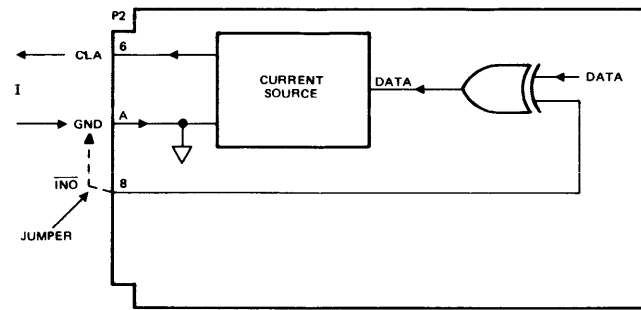 P2
6
CLA
CURRENT
SOURCE
DATA
DATA
I
GND
A
INO
8
JUMPER